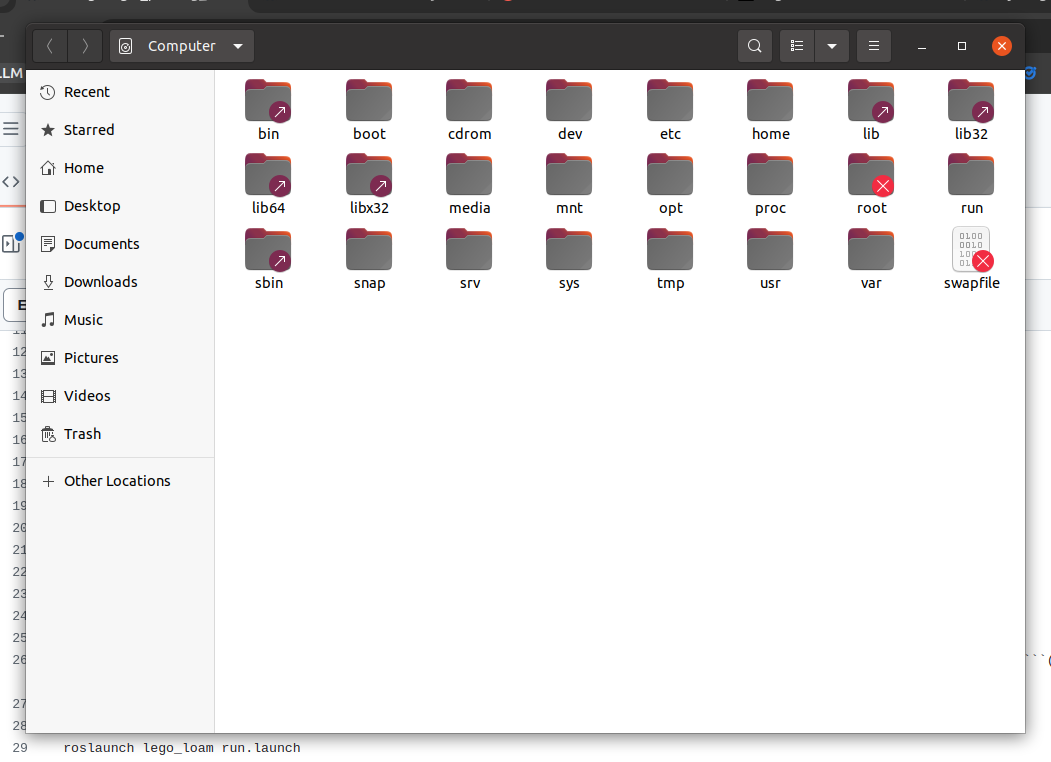 Computer
LLM
Recent
Starred
Home
Desktop
Documents
Downloads
Music
Pictures
Videos
Trash
Other Locations
bin boot cdrom dev etc home lib lib32
lib64 libx32 media mnt opt proc root run
sbin snap srv sys tmp usr var swapfile
12
13
14
15
16
17
18
19
20
21
22
23
24
25
26 ```(
27
28
29 roslaunch lego_loam run.launch